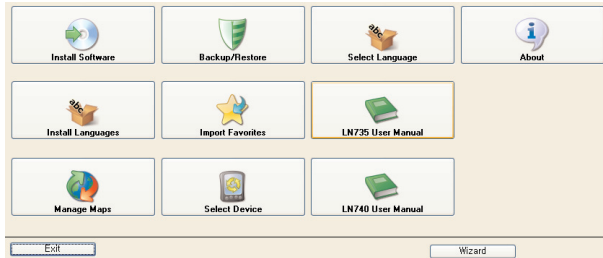 Install Software
Backup/Restore
Select Language
About
Install Languages
Import Favorites
LN735 User Manual
Manage Maps
Select Device
LN740 User Manual
Exit
Wizard